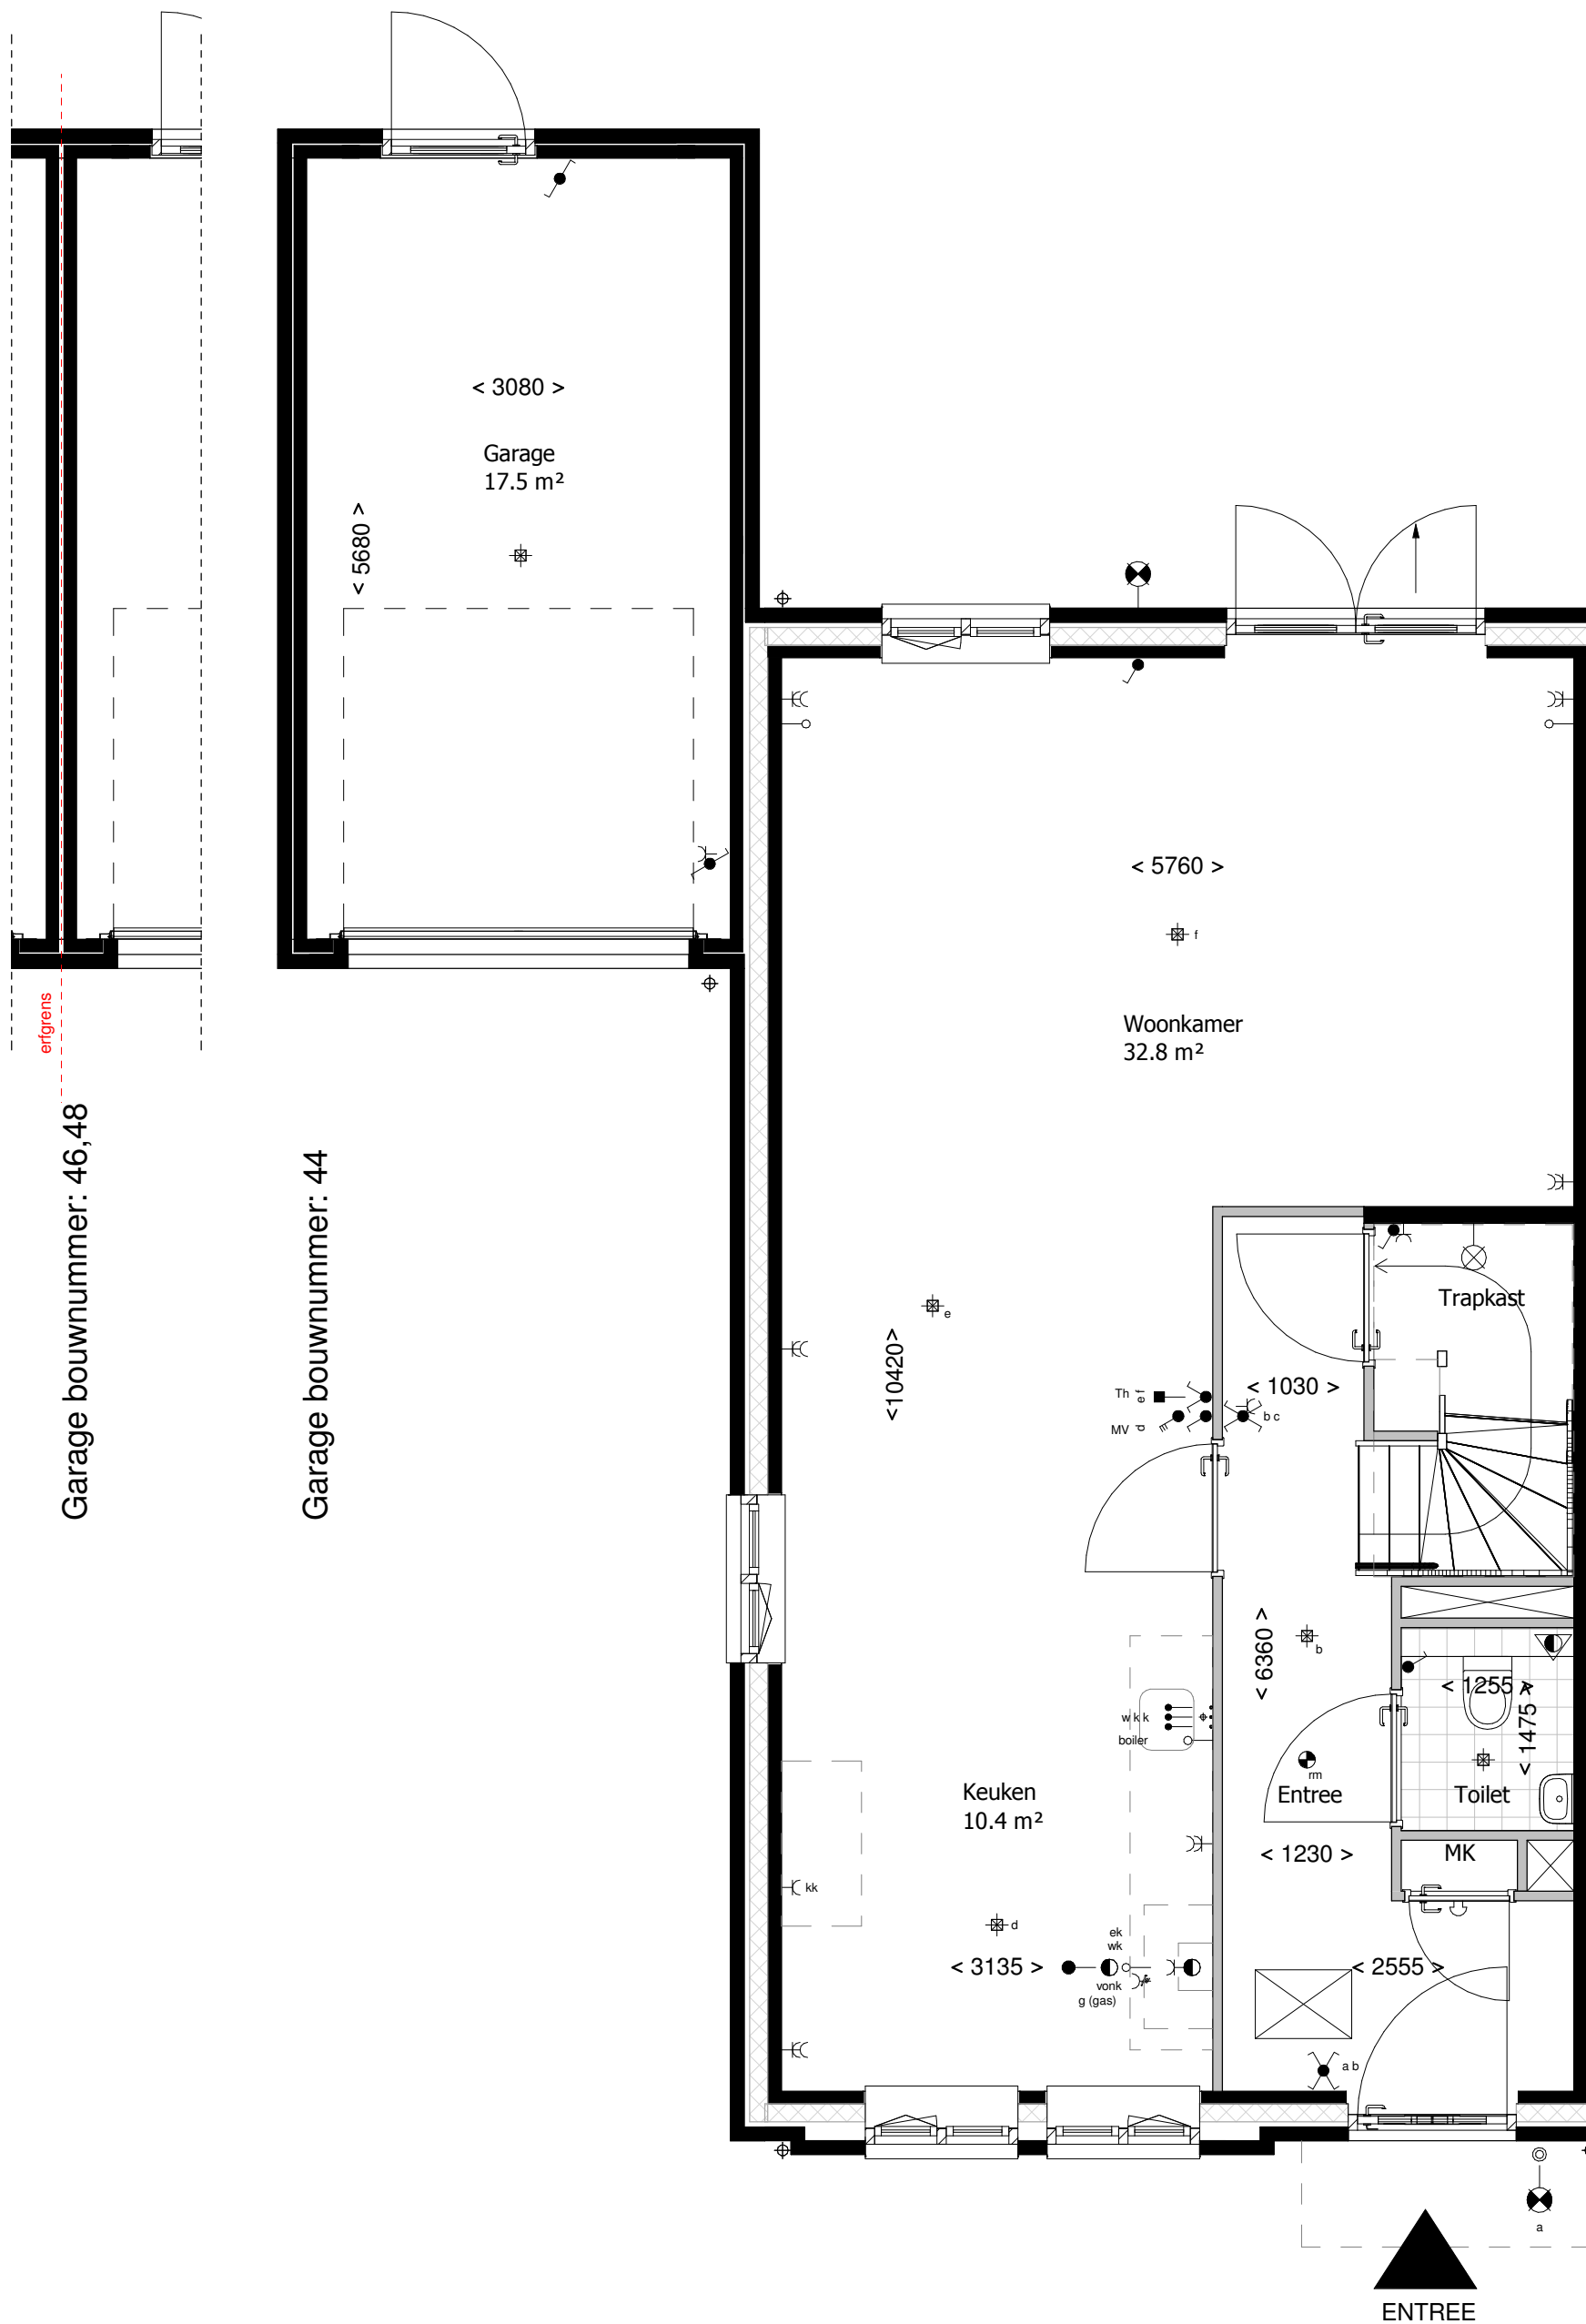 < 3080 >
Garage
17.5 m²
< 5680 >
< 5760 >
f
Woonkamer
32.8 m²
erfgrens
Garage bouwnummer: 46,48
Garage bouwnummer: 44
Trapkast
e
<10420>
Th
e f
< 1030 >
b c
MV
d
< 6360 >
b
< 1255 >
< 1475 >
w k k
boiler
rm
Keuken
10.4 m²
Entree
Toilet
< 1230 >
MK
kk
d
ek
wk
< 3135 >
vonk
g (gas)
< 2555 >
a b
a
ENTREE